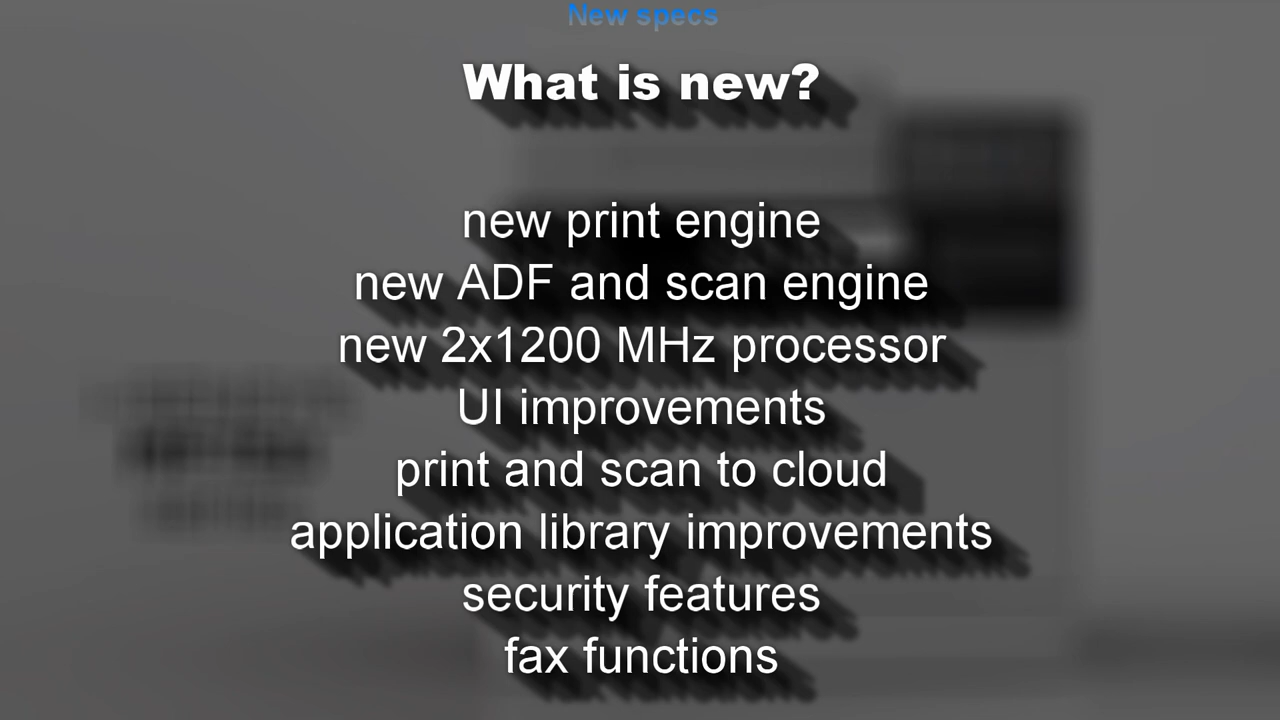 New specs
What is new?
new print engine
new ADF and scan engine
new 2x1200 MHz processor
UI improvements
print and scan to cloud
application library improvements
security features
fax functions